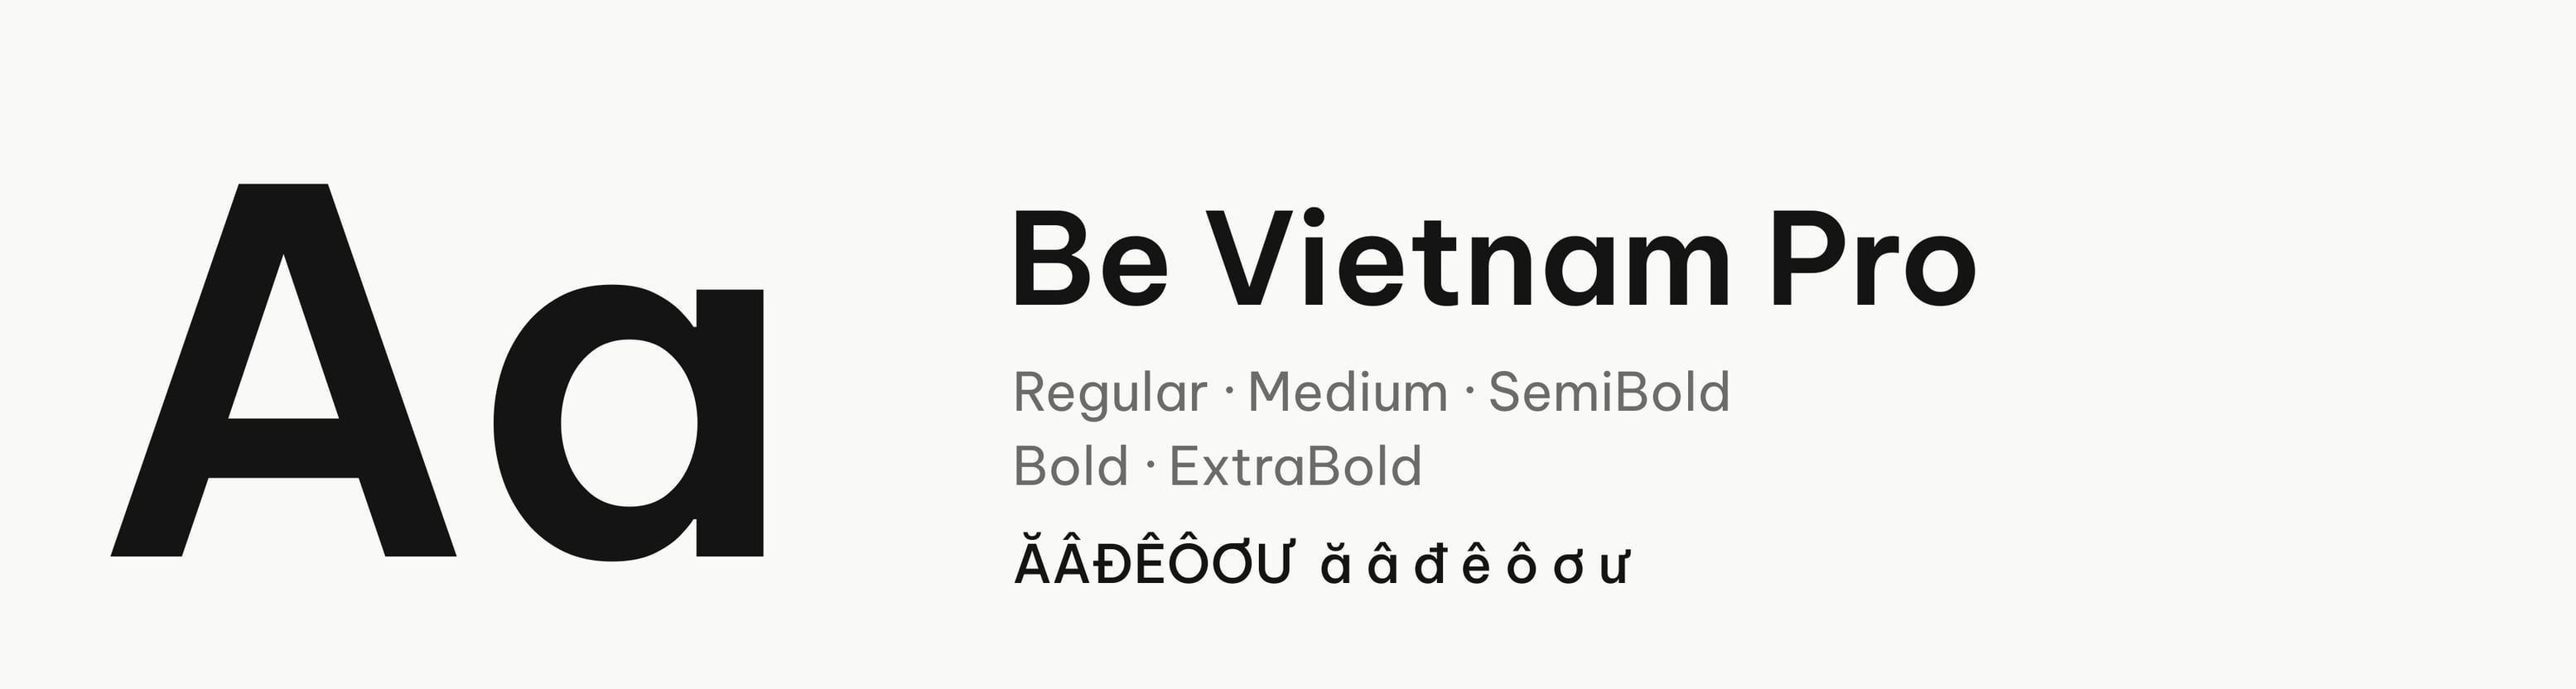 Aa
Be Vietnam Pro
Regular · Medium · SemiBold
Bold · ExtraBold
ĂÂĐÊÔƠƯ ă â đ ê ô ơ ư